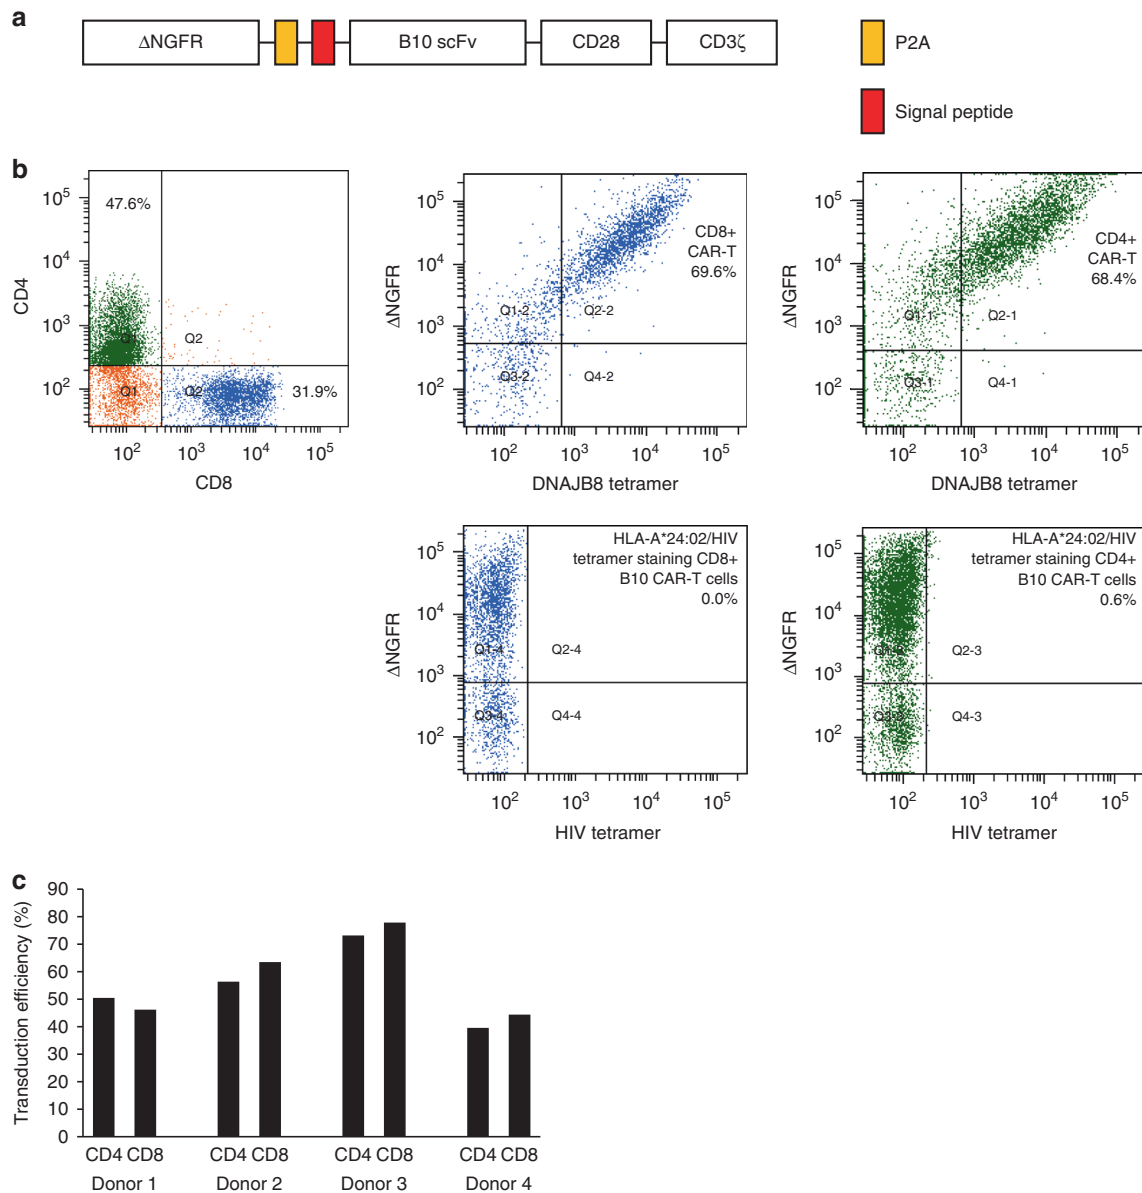 a
ΔNGFR
B10 scFv
CD28
CD3ζ
P2A
Signal peptide
b
10^5
10^4
10^3
10^2
CD4
47.6%
Q1
Q2
Q1
Q2
31.9%
10^2
10^3
10^4
10^5
CD8
10^5
10^4
10^3
10^2
ΔNGFR
CD8+
CAR-T
69.6%
Q1-2
Q2-2
Q3-2
Q4-2
10^2
10^3
10^4
10^5
DNAJB8 tetramer
10^5
10^4
10^3
10^2
ΔNGFR
CD4+
CAR-T
68.4%
Q1-1
Q2-1
Q3-1
Q4-1
10^2
10^3
10^4
10^5
DNAJB8 tetramer
10^5
10^4
10^3
10^2
ΔNGFR
HLA-A*24:02/HIV
tetramer staining CD8+
B10 CAR-T cells
0.0%
Q1-4
Q2-4
Q3-4
Q4-4
10^2
10^3
10^4
10^5
HIV tetramer
10^5
10^4
10^3
10^2
ΔNGFR
HLA-A*24:02/HIV
tetramer staining CD4+
B10 CAR-T cells
0.6%
Q2-3
Q4-3
10^2
10^3
10^4
10^5
HIV tetramer
c
Transduction efficiency (%)
90
80
70
60
50
40
30
20
10
0
CD4 CD8
CD4 CD8
CD4 CD8
CD4 CD8
Donor 1
Donor 2
Donor 3
Donor 4